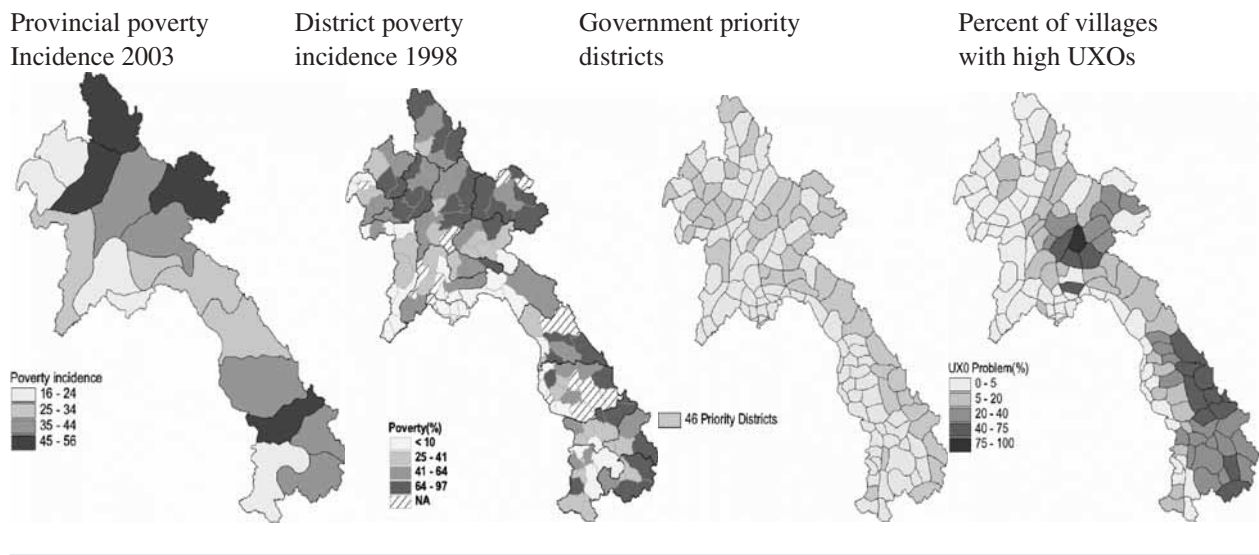 Provincial poverty
Incidence 2003
District poverty
incidence 1998
Government priority
districts
Percent of villages
with high UXOs
Poverty incidence
16 - 24
25 - 34
35 - 44
45 - 56
Poverty(%)
< 10
25 - 41
41 - 64
64 - 97
NA
46 Priority Districts
UXO Problem(%)
0 - 5
5 - 20
20 - 40
40 - 75
75 - 100